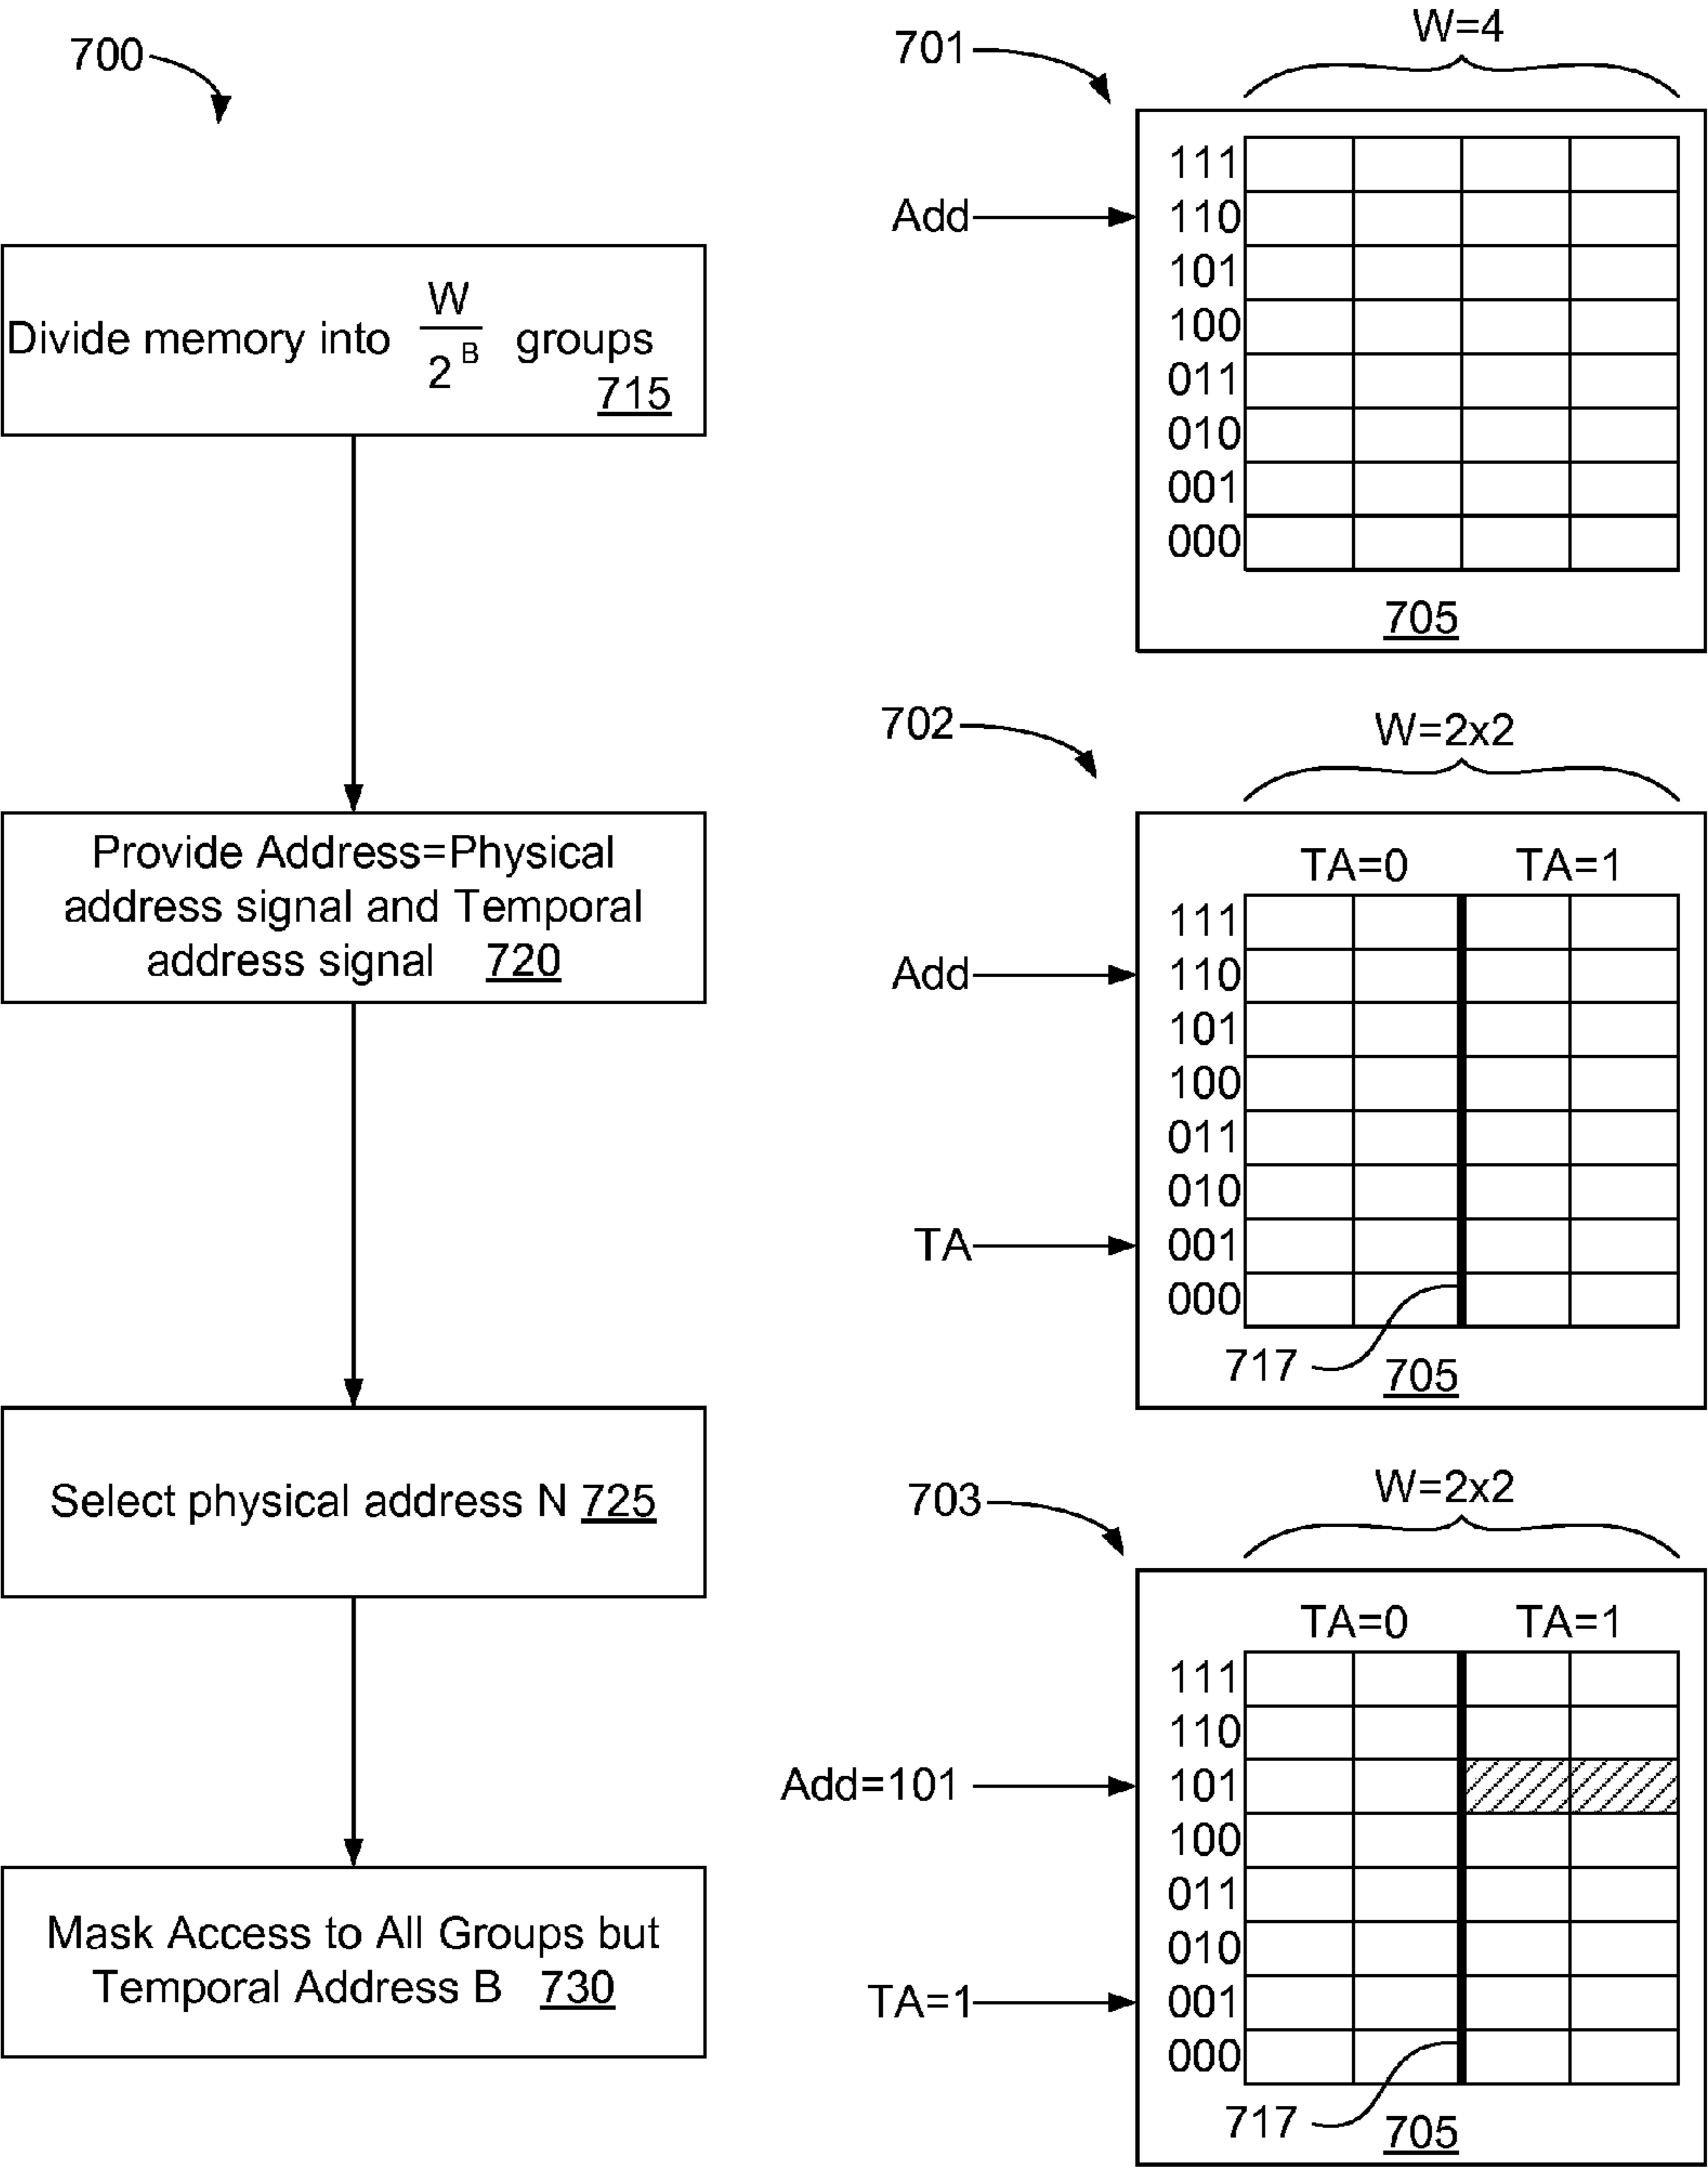 700
Divide memory into W/2^B groups
715
Provide Address=Physical
address signal and Temporal
address signal 720
Select physical address N 725
Mask Access to All Groups but
Temporal Address B 730
701
W=4
111
Add 110
101
100
011
010
001
000
705
702
W=2x2
TA=0 TA=1
111
Add 110
101
100
011
010
TA 001
000
717 705
703
W=2x2
TA=0 TA=1
111
110
Add=101 101
100
011
010
TA=1 001
000
717 705